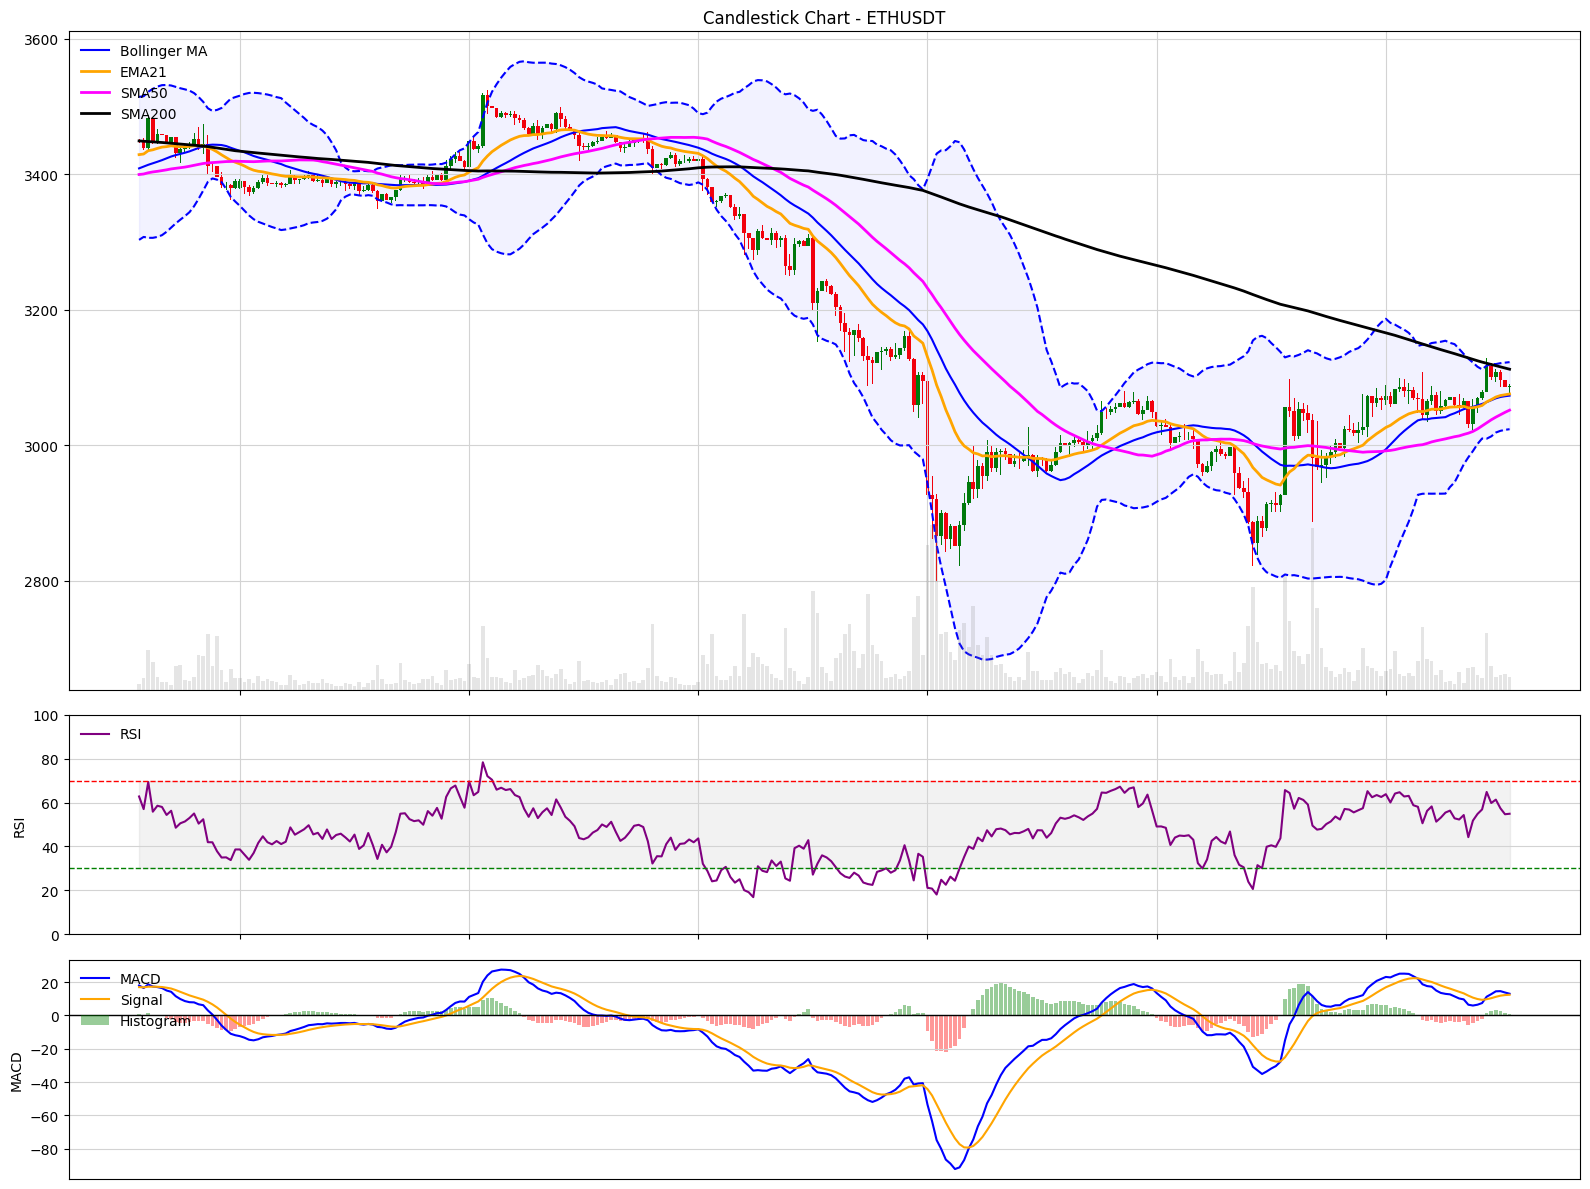 Candlestick Chart - ETHUSDT
3600
3400
3200
3000
2800
Bollinger MA
EMA21
SMA50
SMA200
100
80
60
40
20
0
RSI
RSI
20
0
−20
−40
−60
−80
MACD
MACD
Signal
Histogram